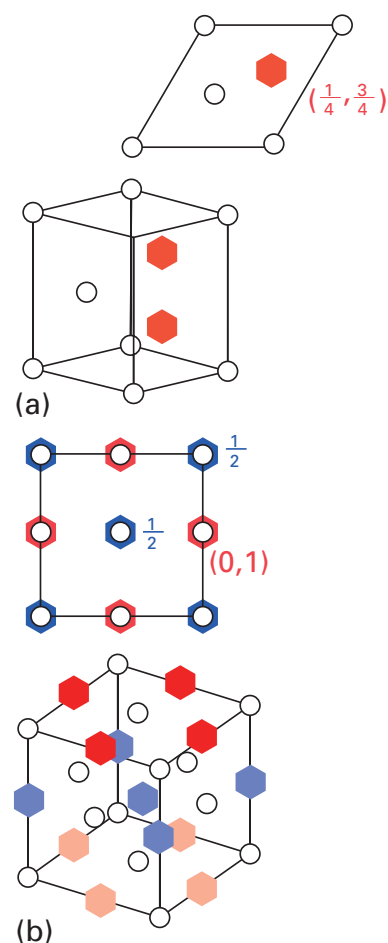 (1/4, 3/4)
(a)
1/2
1/2
(0,1)
(b)